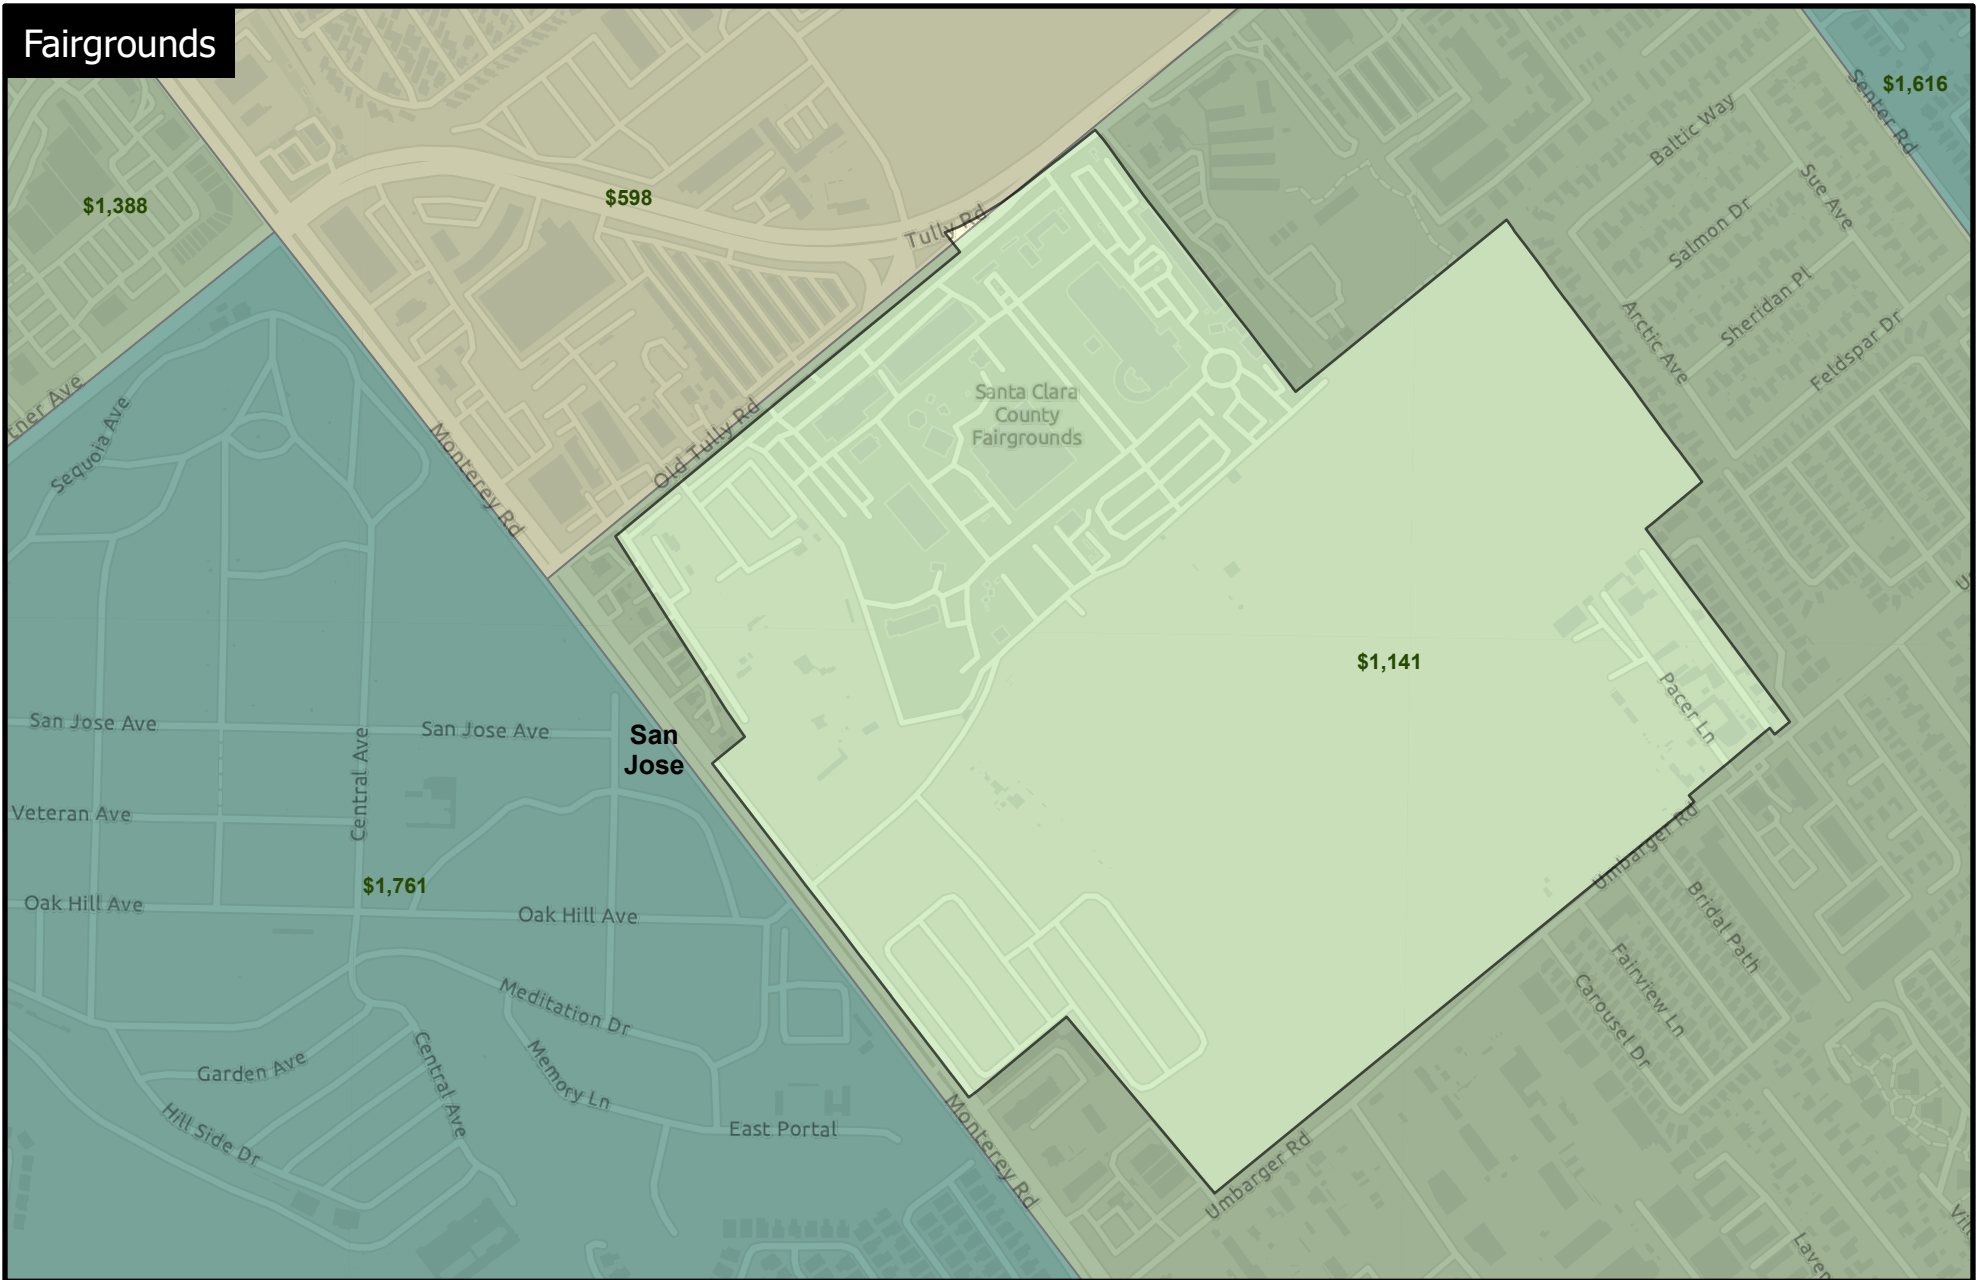 Fairgrounds
$1,616
Senter Rd
Baltic Way
Sue Ave
$1,388
$598
Tully Rd
Salmon Dr
Sheridan Pl
Arctic Ave
Feldspar Dr
Sequoia Ave
Monterey Rd
Old Tully Rd
Santa Clara
County
Fairgrounds
$1,141
Pacer Ln
San Jose Ave
San Jose Ave
San
Jose
Central Ave
Veteran Ave
$1,761
Oak Hill Ave
Oak Hill Ave
Umbarger Rd
Bridal Path
Fairview Ln
Carousel Dr
Meditation Dr
Garden Ave
Central Ave
Memory Ln
Hill Side Dr
East Portal
Monterey Rd
Umbarger Rd